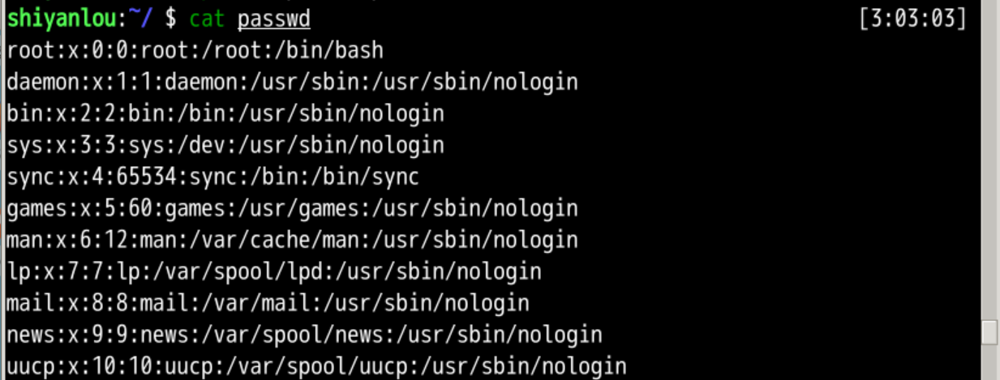 shiyanlou:~/ $ cat passwd [3:03:03]
root:x:0:0:root:/root:/bin/bash
daemon:x:1:1:daemon:/usr/sbin:/usr/sbin/nologin
bin:x:2:2:bin:/bin:/usr/sbin/nologin
sys:x:3:3:sys:/dev:/usr/sbin/nologin
sync:x:4:65534:sync:/bin:/bin/sync
games:x:5:60:games:/usr/games:/usr/sbin/nologin
man:x:6:12:man:/var/cache/man:/usr/sbin/nologin
lp:x:7:7:lp:/var/spool/lpd:/usr/sbin/nologin
mail:x:8:8:mail:/var/mail:/usr/sbin/nologin
news:x:9:9:news:/var/spool/news:/usr/sbin/nologin
uucp:x:10:10:uucp:/var/spool/uucp:/usr/sbin/nologin